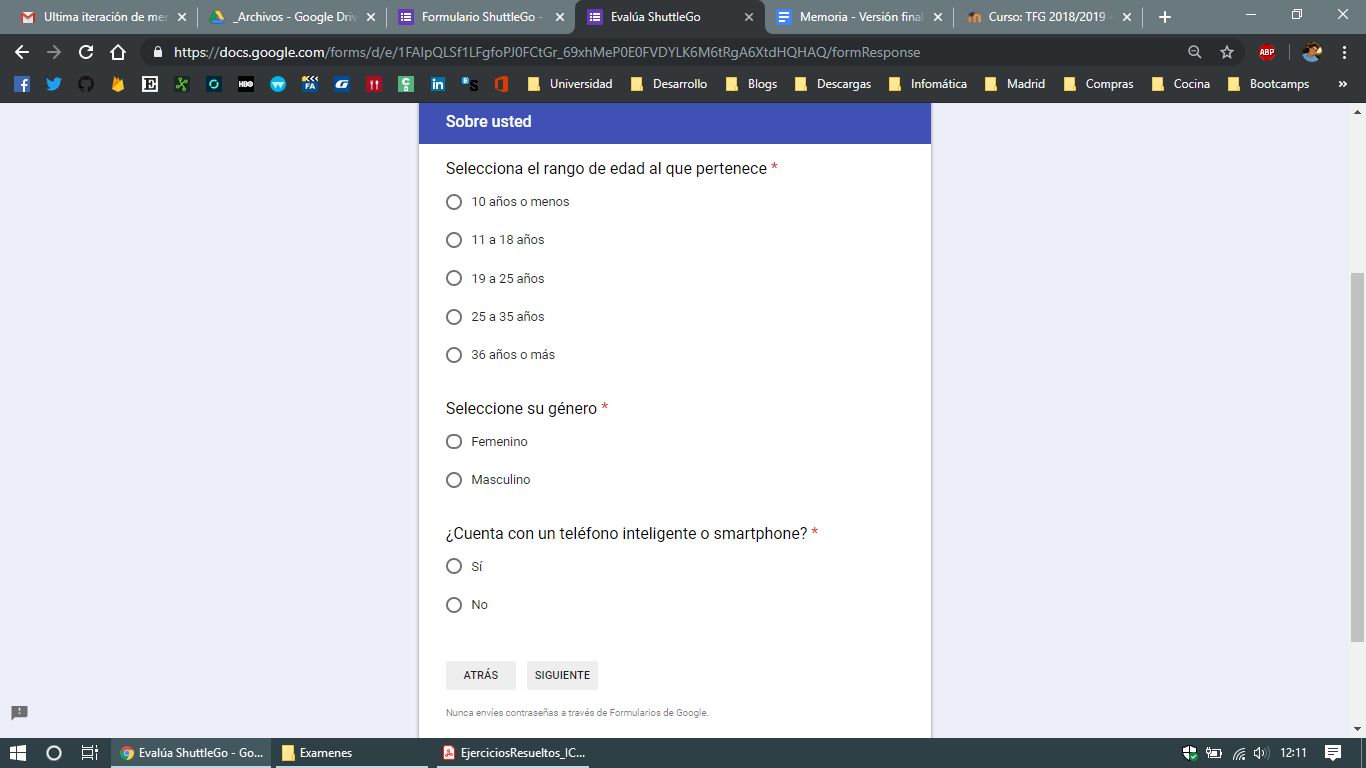 Ultima iteración de mer
_Archivos - Google Driv
Formulario ShuttleGo -
Evalúa ShuttleGo
Memoria - Versión final
Curso: TFG 2018/2019 -
https://docs.google.com/forms/d/e/1FAIpQLSf1LFgfoPJ0FCtGr_69xhMeP0E0FVDYLK6M6tRgA6XtdHQHAQ/formResponse
ABP
HBO
FA
Universidad
Desarrollo
Blogs
Descargas
Infomática
Madrid
Compras
Cocina
Bootcamps
Sobre usted
Selecciona el rango de edad al que pertenece *
10 años o menos
11 a 18 años
19 a 25 años
25 a 35 años
36 años o más
Seleccione su género *
Femenino
Masculino
¿Cuenta con un teléfono inteligente o smartphone? *
Sí
No
ATRÁS
SIGUIENTE
Nunca envíes contraseñas a través de Formularios de Google.
Evalúa ShuttleGo - Go...
Examenes
EjerciciosResueltos_IC...
12:11